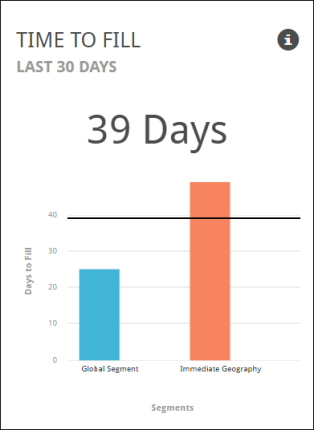 TIME TO FILL
LAST 30 DAYS
39 Days
40
30
20
10
0
Days to Fill
Global Segment Immediate Geography
Segments